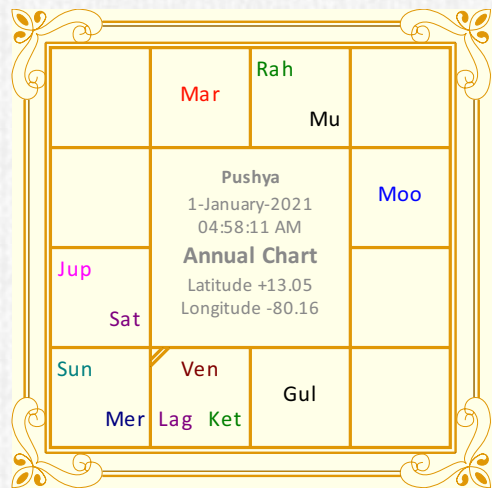 Rah
Mar
Mu
Pushya
1-January-2021
04:58:11 AM
Annual Chart
Latitude +13.05
Longitude -80.16
Moo
Jup
Sat
Sun
Mer
Ven
Lag Ket
Gul